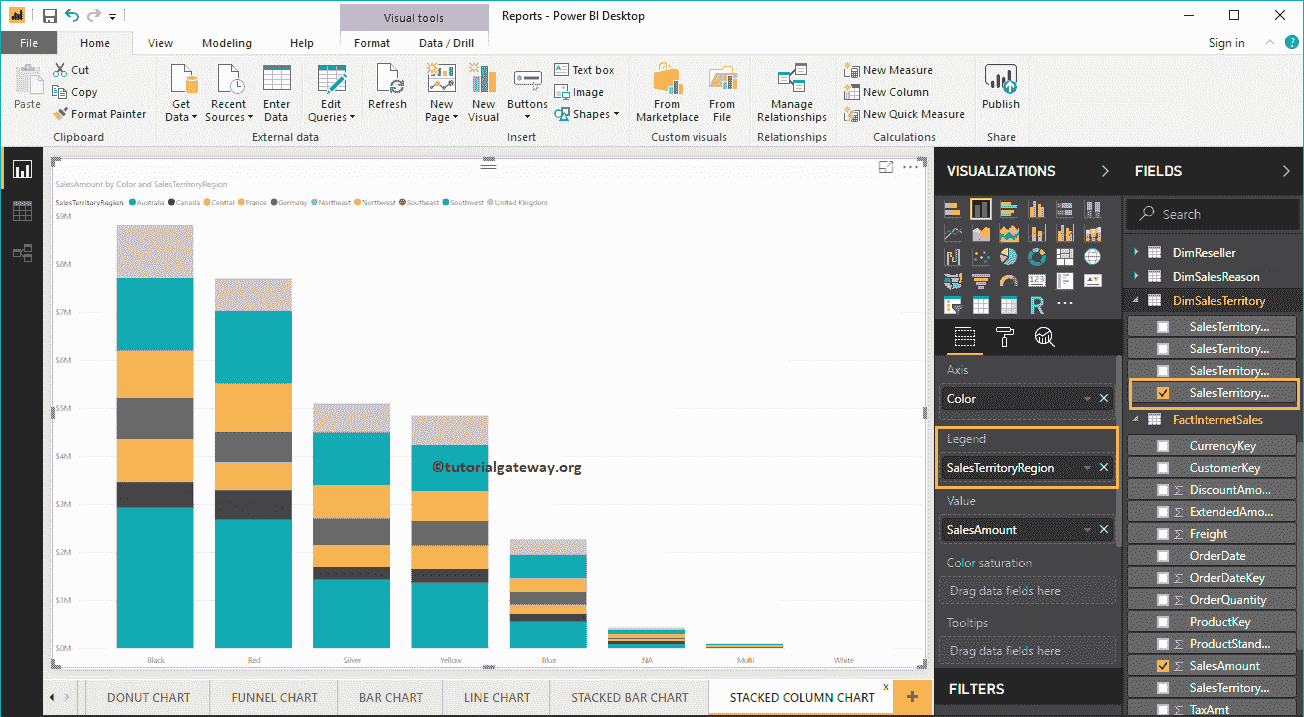 Visual tools
Reports - Power BI Desktop
File Home View Modeling Help Format Data / Drill Sign in
Paste
Cut
Copy
Format Painter
Clipboard
Get Data
Recent Sources
Enter Data
Edit Queries
External data
Refresh
New Page
New Visual
Buttons
Text box
Image
Shapes
Insert
From Marketplace
From File
Custom visuals
Manage Relationships
Relationships
New Measure
New Column
New Quick Measure
Calculations
Publish
Share
SalesAmount by Color and SalesTerritoryRegion
SalesTerritoryRegion Australia Canada Central France Germany Northeast Northwest Southeast Southwest United Kingdom
$9M
$8M
$7M
$6M
$5M
$4M
$3M
$2M
$1M
$0M
Black Red Silver Yellow Blue NA Multi White
©tutorialgateway.org
VISUALIZATIONS
123
R
Axis
Color
Legend
SalesTerritoryRegion
Value
SalesAmount
Color saturation
Drag data fields here
Tooltips
Drag data fields here
FILTERS
FIELDS
Search
DimReseller
DimSalesReason
DimSalesTerritory
SalesTerritory...
SalesTerritory...
SalesTerritory...
SalesTerritory...
FactInternetSales
CurrencyKey
CustomerKey
DiscountAmo...
ExtendedAmo...
Freight
OrderDate
OrderDateKey
OrderQuantity
ProductKey
ProductStand...
SalesAmount
SalesTerritory...
TaxAmt
DONUT CHART FUNNEL CHART BAR CHART LINE CHART STACKED BAR CHART STACKED COLUMN CHART x +